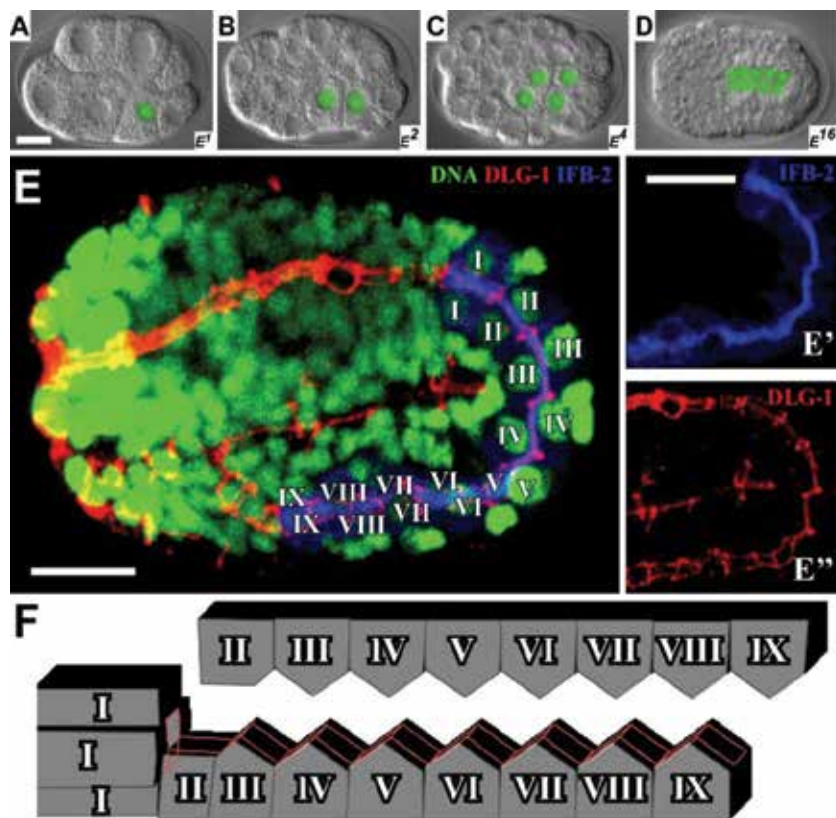 A
B
C
D
E1
E2
E4
E16
E
DNA DLG-1 IFB-2
I
I
II
II
III
III
IV
IV
V
V
VI
VI
VII
VII
VIII
VIII
IX
IX
IFB-2
E’
DLG-1
E”
F
II III IV V VI VII VIII IX
I
I
I
II III IV V VI VII VIII IX